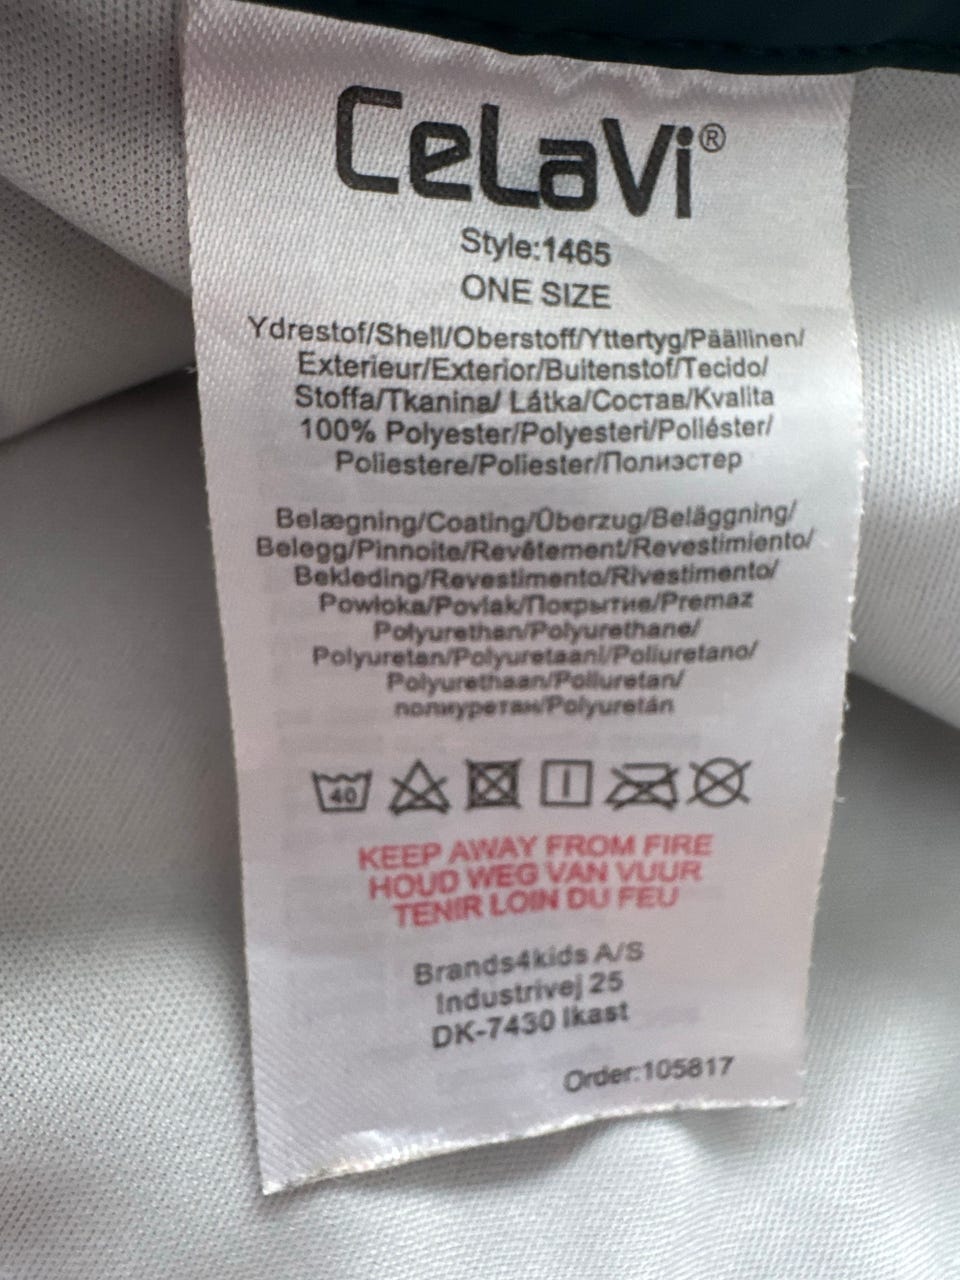 CeLaVi®
Style:1465
ONE SIZE
Ydrestof/Shell/Oberstoff/Yttertyg/Päällinen/
Exterieur/Exterior/Buitenstof/Tecido/
Stoffa/Tkanina/ Látka/Состав/Kvalita
100% Polyester/Polyesteri/Poliéster/
Poliestere/Poliester/Полиэстер
Belægning/Coating/Überzug/Beläggning/
Belegg/Pinnoite/Revêtement/Revestimiento/
Bekleding/Revestimento/Rivestimento/
Powłoka/Povlak/Покрытие/Premaz
Polyurethan/Polyurethane/
Polyuretan/Polyuretaani/Poliuretano/
Polyurethaan/Poliuretan/
полиуретан/Polyuretán
40
KEEP AWAY FROM FIRE
HOUD WEG VAN VUUR
TENIR LOIN DU FEU
Brands4kids A/S
Industrivej 25
DK-7430 Ikast
Order:105817